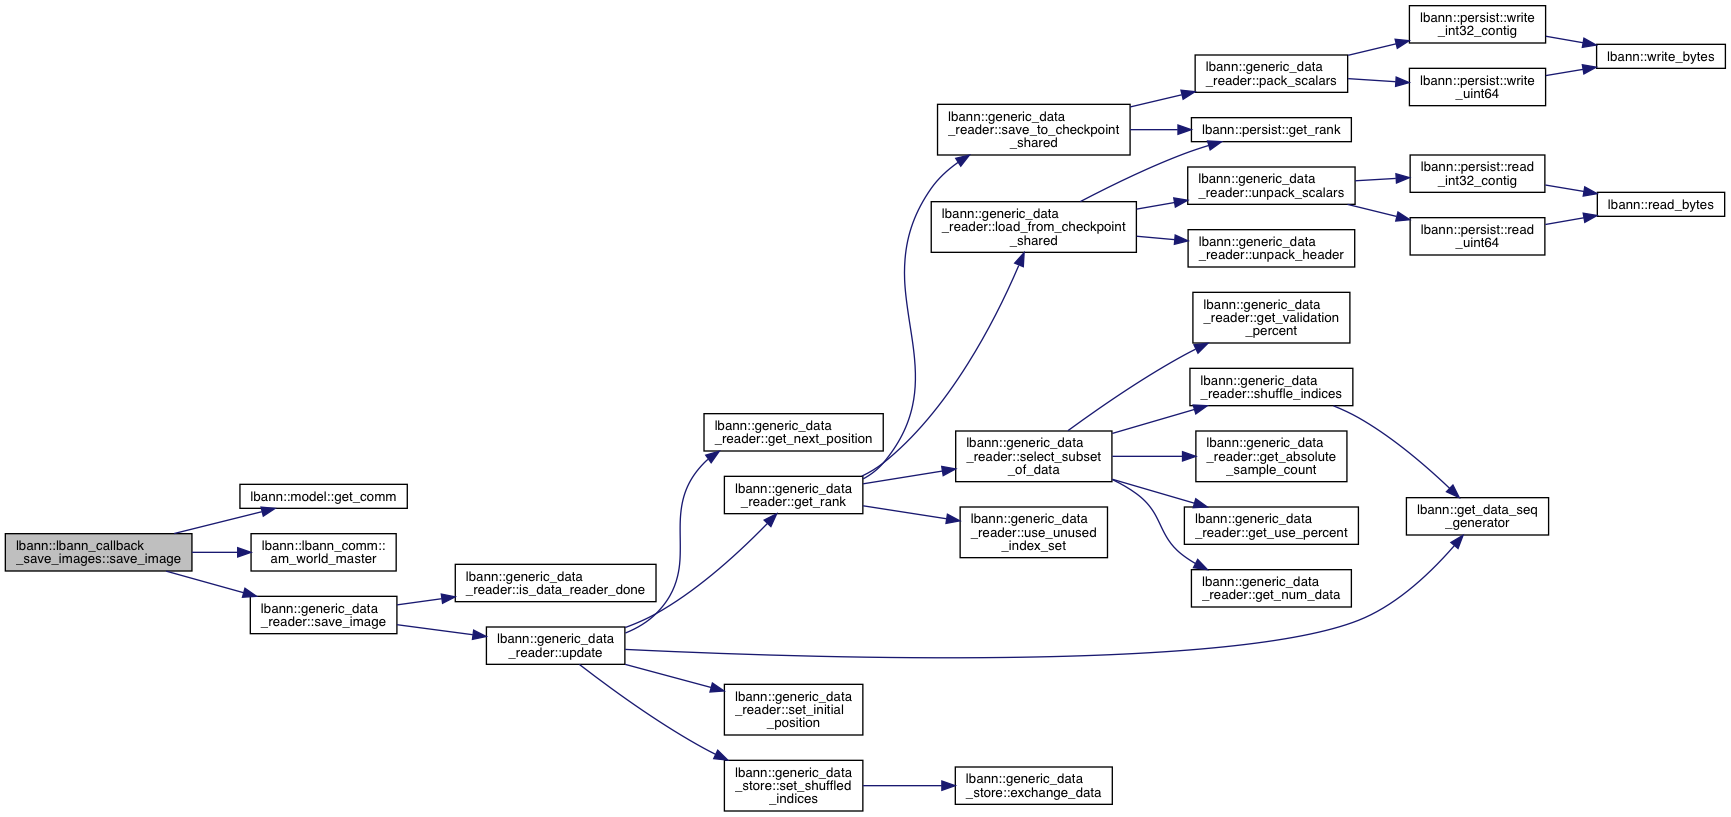 lbann::lbann_callback
_save_images::save_image
lbann::model::get_comm
lbann::lbann_comm::
am_world_master
lbann::generic_data
_reader::save_image
lbann::generic_data
_reader::is_data_reader_done
lbann::generic_data
_reader::update
lbann::generic_data
_reader::get_next_position
lbann::generic_data
_reader::get_rank
lbann::generic_data
_reader::set_initial
_position
lbann::generic_data
_store::set_shuffled
_indices
lbann::generic_data
_reader::save_to_checkpoint
_shared
lbann::generic_data
_reader::load_from_checkpoint
_shared
lbann::generic_data
_reader::select_subset
_of_data
lbann::generic_data
_reader::use_unused
_index_set
lbann::generic_data
_store::exchange_data
lbann::generic_data
_reader::pack_scalars
lbann::persist::get_rank
lbann::generic_data
_reader::unpack_scalars
lbann::generic_data
_reader::unpack_header
lbann::generic_data
_reader::get_validation
_percent
lbann::generic_data
_reader::shuffle_indices
lbann::generic_data
_reader::get_absolute
_sample_count
lbann::generic_data
_reader::get_use_percent
lbann::generic_data
_reader::get_num_data
lbann::persist::write
_int32_contig
lbann::persist::write
_uint64
lbann::persist::read
_int32_contig
lbann::persist::read
_uint64
lbann::get_data_seq
_generator
lbann::write_bytes
lbann::read_bytes